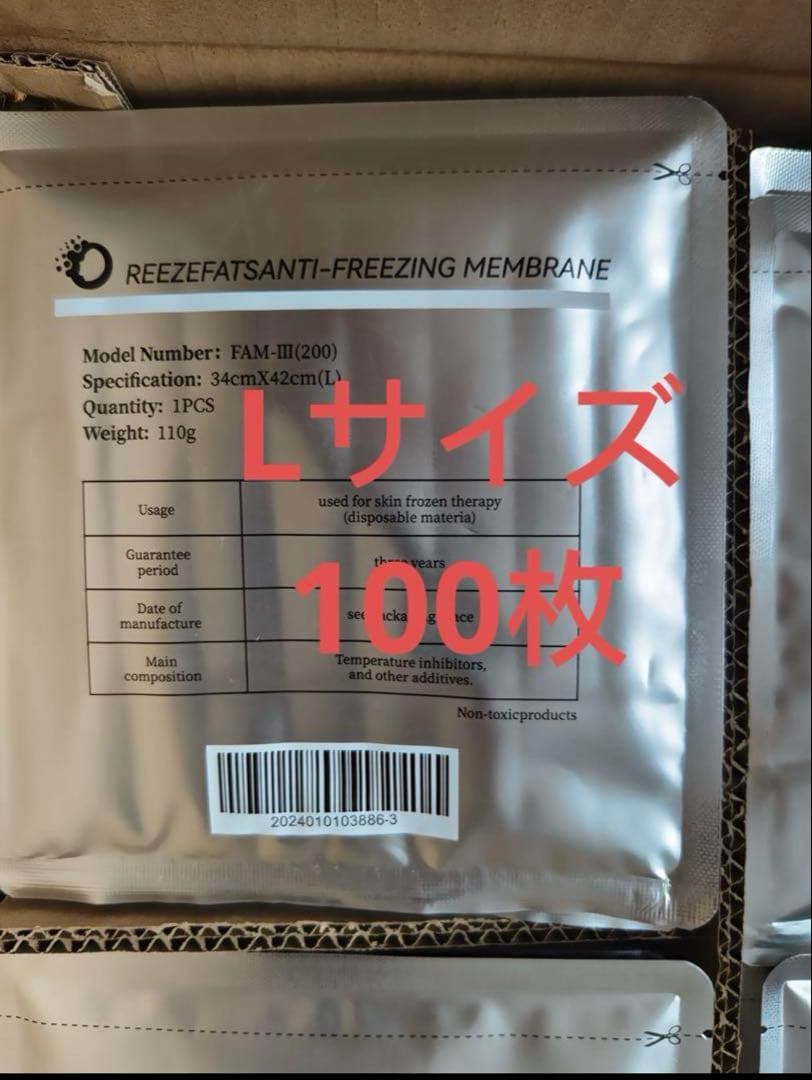 REEZEFATSANTI-FREEZING MEMBRANE
Model Number: FAM-Ⅲ(200)
Specification: 34cmX42cm(L)
Quantity: 1PCS
Weight: 110g
Lサイズ
Usage
used for skin frozen therapy
(disposable materia)
Guarantee
period
years
100枚
Date of
manufacture
Main
composition
Temperature inhibitors,
and other additives.
Non-toxicproducts
2024010103886-3